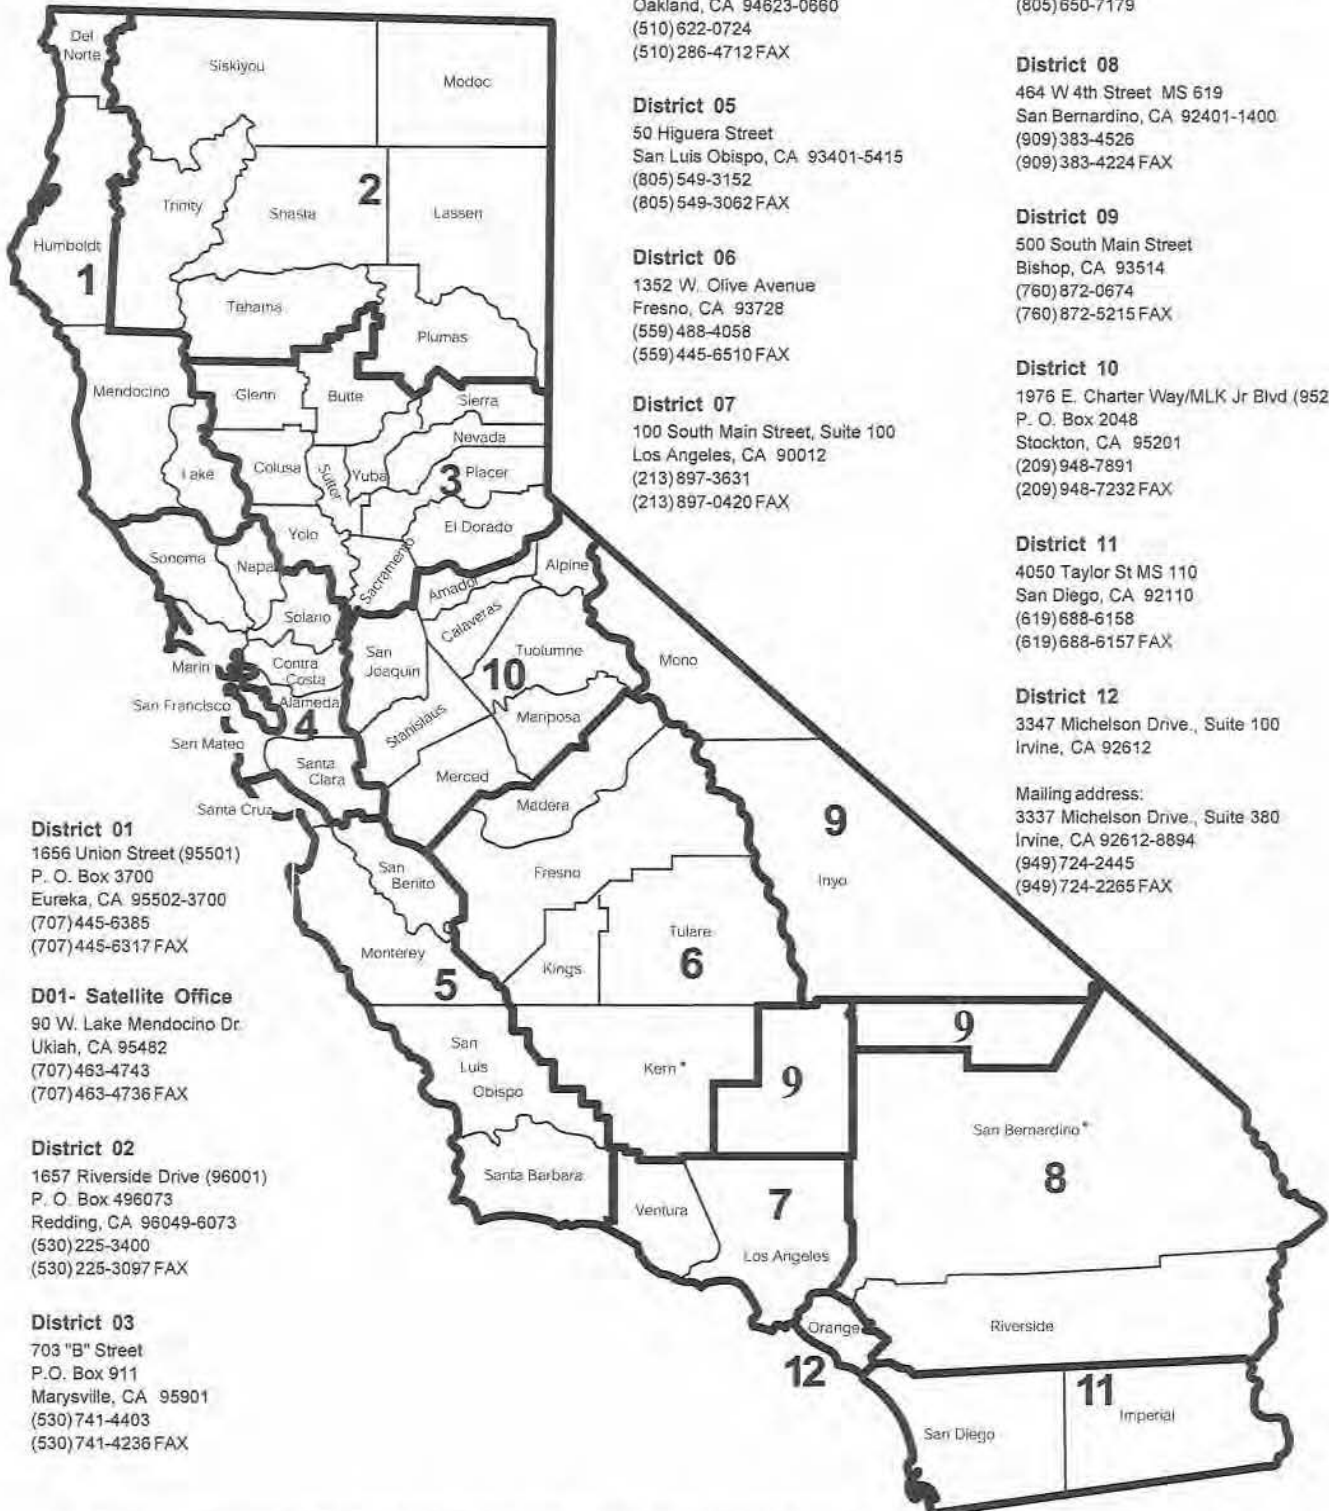 Oakland, CA 94623-0660
(510)622-0724
(510)286-4712 FAX
District 05
50 Higuera Street
San Luis Obispo, CA 93401-5415
(805)549-3152
(805)549-3062 FAX
District 06
1352 W. Olive Avenue
Fresno, CA 93728
(559)488-4058
(559)445-6510 FAX
District 07
100 South Main Street, Suite 100
Los Angeles, CA 90012
(213)897-3631
(213)897-0420 FAX
(805)650-7179
District 08
464 W 4th Street MS 619
San Bernardino, CA 92401-1400
(909)383-4526
(909)383-4224 FAX
District 09
500 South Main Street
Bishop, CA 93514
(760)872-0674
(760)872-5215 FAX
District 10
1976 E. Charter Way/MLK Jr Blvd (952
P. O. Box 2048
Stockton, CA 95201
(209)948-7891
(209)948-7232 FAX
District 11
4050 Taylor St MS 110
San Diego, CA 92110
(619)688-6158
(619)688-6157 FAX
District 12
3347 Michelson Drive., Suite 100
Irvine, CA 92612
Mailing address:
3337 Michelson Drive., Suite 380
Irvine, CA 92612-8894
(949)724-2445
(949)724-2265 FAX
District 01
1656 Union Street (95501)
P. O. Box 3700
Eureka, CA 95502-3700
(707)445-6385
(707)445-6317 FAX
D01- Satellite Office
90 W. Lake Mendocino Dr.
Ukiah, CA 95482
(707)463-4743
(707)463-4736 FAX
District 02
1657 Riverside Drive (96001)
P. O. Box 496073
Redding, CA 96049-6073
(530)225-3400
(530)225-3097 FAX
District 03
703 "B" Street
P.O. Box 911
Marysville, CA 95901
(530)741-4403
(530)741-4236 FAX
Del
Norte
Siskiyou
Modoc
Trinity
Shasta
2
Lassen
Humboldt
1
Tehama
Plumas
Mendocino
Glenn
Butte
Sierra
Nevada
Lake
Colusa
Sutter
Yuba
3
Placer
Yolo
El Dorado
Sonoma
Napa
Sacramento
Alpine
Amador
Solano
Calaveras
Marin
Contra
Costa
San
Joaquin
Tuolumne
10
Mono
San Francisco
Alameda
4
Stanislaus
Mariposa
San Mateo
Santa
Clara
Merced
Santa Cruz
Madera
9
San
Benito
Fresno
Inyo
Monterey
5
Kings
Tulare
6
San
Luis
Obispo
Kern*
9
9
San Bernardino*
8
Santa Barbara
Ventura
7
Los Angeles
Orange
12
Riverside
San Diego
11
Imperial